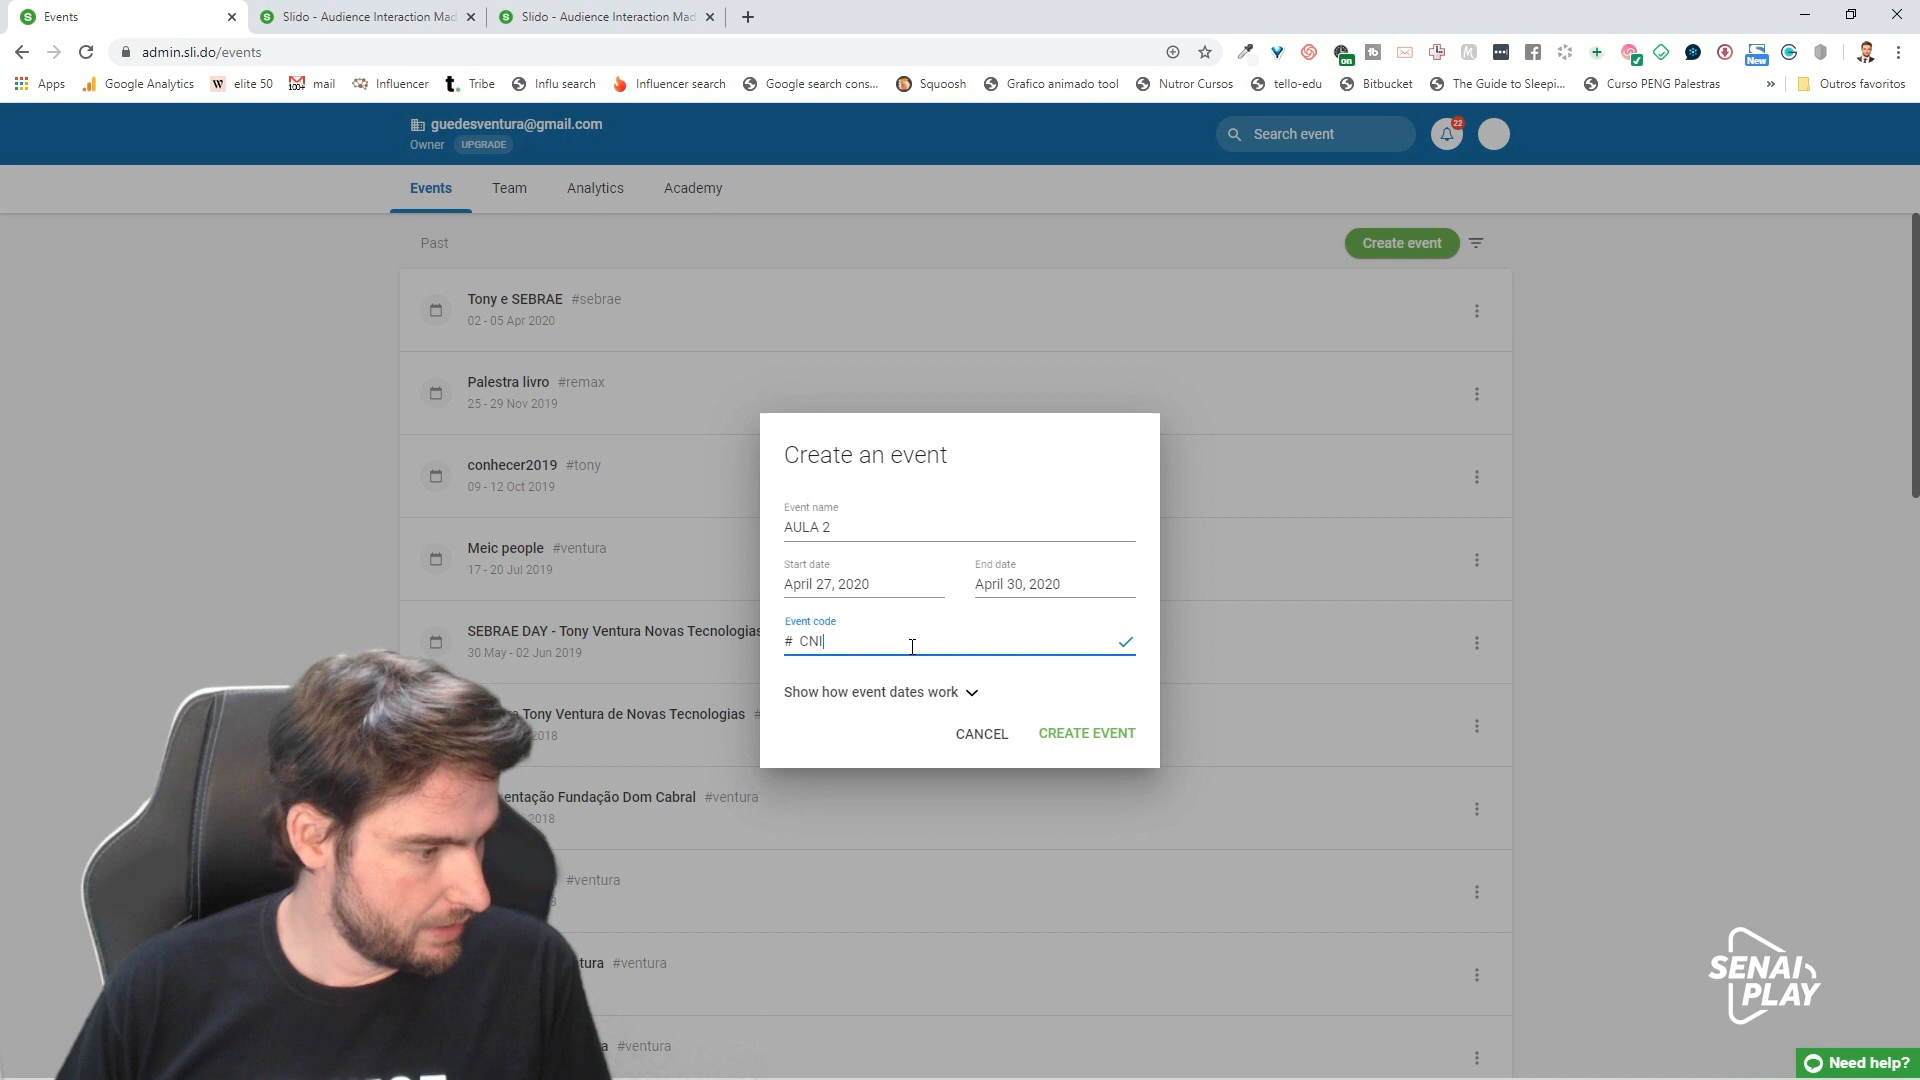 Events
Slido - Audience Interaction Mad
Slido - Audience Interaction Mad
admin.sli.do/events
on
New
Apps
Google Analytics
elite 50
100+
mail
Influencer
Tribe
Influ search
Influencer search
Google search cons...
Squoosh
Grafico animado tool
Nutror Cursos
tello-edu
Bitbucket
The Guide to Sleepi...
Curso PENG Palestras
»
Outros favoritos
guedesventura@gmail.com
Owner UPGRADE
Search event
22
Events Team Analytics Academy
Past
Create event
Tony e SEBRAE #sebrae
02 - 05 Apr 2020
Palestra livro #remax
25 - 29 Nov 2019
conhecer2019 #tony
09 - 12 Oct 2019
Meic people #ventura
17 - 20 Jul 2019
SEBRAE DAY - Tony Ventura Novas Tecnologias
30 May - 02 Jun 2019
Tony Ventura de Novas Tecnologias #
2018
entação Fundação Dom Cabral #ventura
2018
#ventura
tura #ventura
a #ventura
Create an event
Event name
AULA 2
Start date
April 27, 2020
End date
April 30, 2020
Event code
# CNI
Show how event dates work
CANCEL
CREATE EVENT
SENAI
PLAY
Need help?